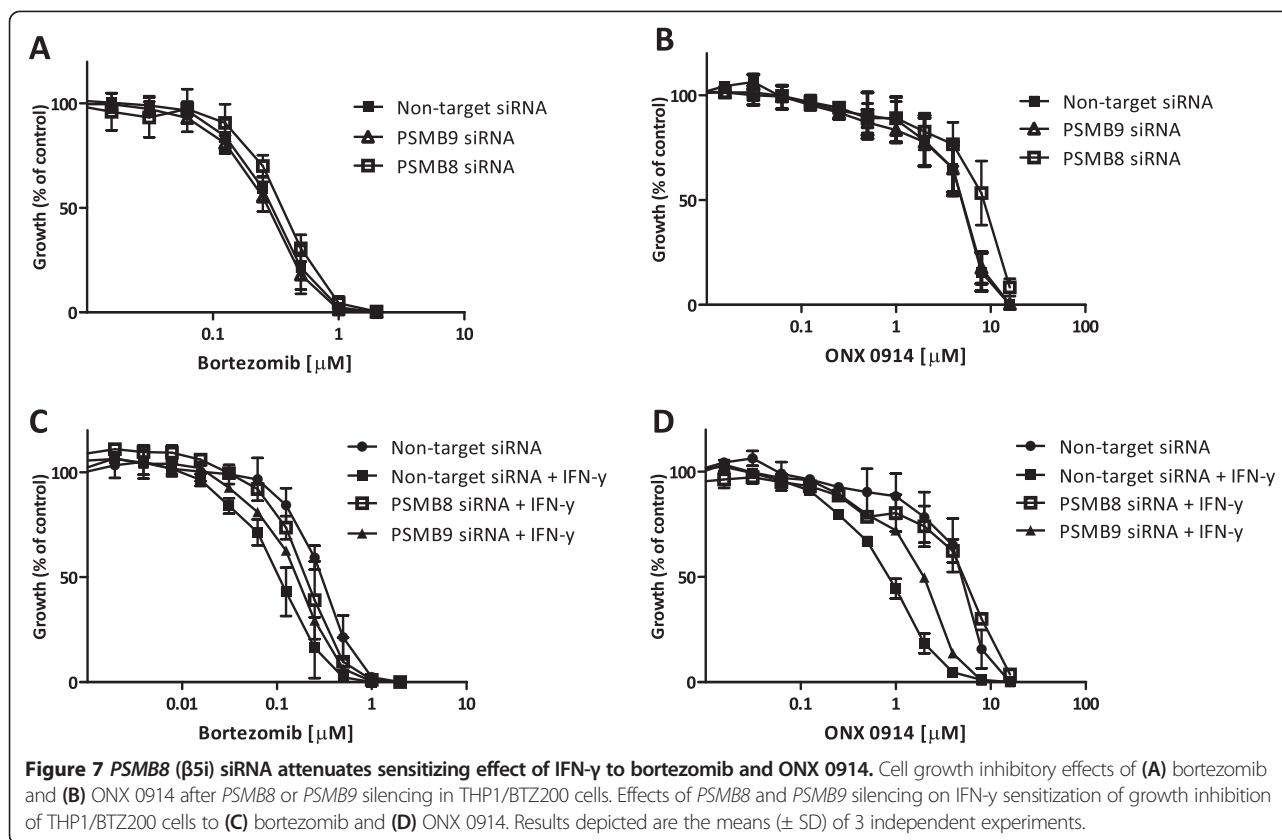 A
Growth (% of control)
100
50
0
0.1
1
10
Bortezomib [μM]
Non-target siRNA
PSMB9 siRNA
PSMB8 siRNA
B
Growth (% of control)
100
50
0
0.1
1
10
100
ONX 0914 [μM]
Non-target siRNA
PSMB9 siRNA
PSMB8 siRNA
C
Growth (% of control)
100
50
0
0.01
0.1
1
10
Bortezomib [μM]
Non-target siRNA
Non-target siRNA + IFN-y
PSMB8 siRNA + IFN-y
PSMB9 siRNA + IFN-y
D
Growth (% of control)
100
50
0
0.1
1
10
100
ONX 0914 [μM]
Non-target siRNA
Non-target siRNA + IFN-y
PSMB8 siRNA + IFN-y
PSMB9 siRNA + IFN-y
Figure 7 PSMB8 (β5i) siRNA attenuates sensitizing effect of IFN-γ to bortezomib and ONX 0914. Cell growth inhibitory effects of (A) bortezomib
and (B) ONX 0914 after PSMB8 or PSMB9 silencing in THP1/BTZ200 cells. Effects of PSMB8 and PSMB9 silencing on IFN-γ sensitization of growth inhibition
of THP1/BTZ200 cells to (C) bortezomib and (D) ONX 0914. Results depicted are the means (± SD) of 3 independent experiments.